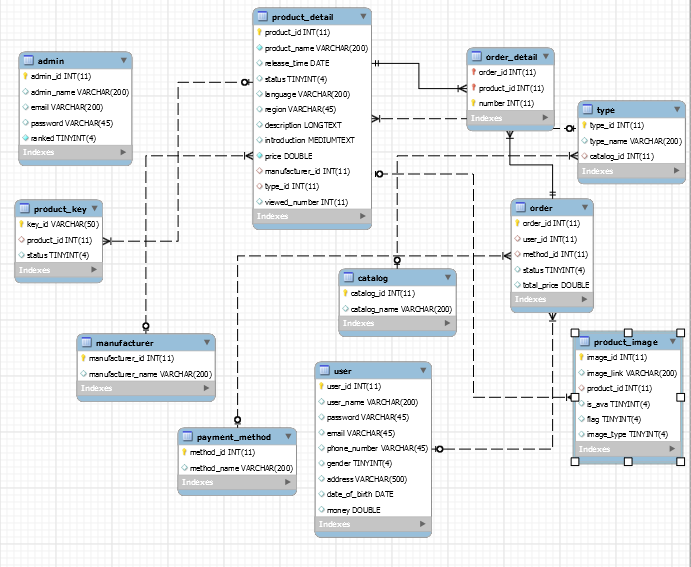 product_detail
product_id INT(11)
product_name VARCHAR(200)
release_time DATE
status TINYINT(4)
language VARCHAR(200)
region VARCHAR(45)
description LONGTEXT
introduction MEDIUMTEXT
price DOUBLE
manufacturer_id INT(11)
type_id INT(11)
viewed_number INT(11)
Indexes
admin
admin_id INT(11)
admin_name VARCHAR(200)
email VARCHAR(200)
password VARCHAR(45)
ranked TINYINT(4)
Indexes
order_detail
order_id INT(11)
product_id INT(11)
number INT(11)
Indexes
type
type_id INT(11)
type_name VARCHAR(200)
catalog_id INT(11)
Indexes
product_key
key_id VARCHAR(50)
product_id INT(11)
status TINYINT(4)
Indexes
order
order_id INT(11)
user_id INT(11)
method_id INT(11)
status TINYINT(4)
total_price DOUBLE
Indexes
catalog
catalog_id INT(11)
catalog_name VARCHAR(200)
Indexes
manufacturer
manufacturer_id INT(11)
manufacturer_name VARCHAR(200)
Indexes
product_image
image_id INT(11)
image_link VARCHAR(200)
product_id INT(11)
is_ava TINYINT(4)
flag TINYINT(4)
image_type TINYINT(4)
Indexes
user
user_id INT(11)
user_name VARCHAR(200)
password VARCHAR(45)
email VARCHAR(45)
phone_number VARCHAR(45)
gender TINYINT(4)
address VARCHAR(500)
date_of_birth DATE
money DOUBLE
Indexes
payment_method
method_id INT(11)
method_name VARCHAR(200)
Indexes